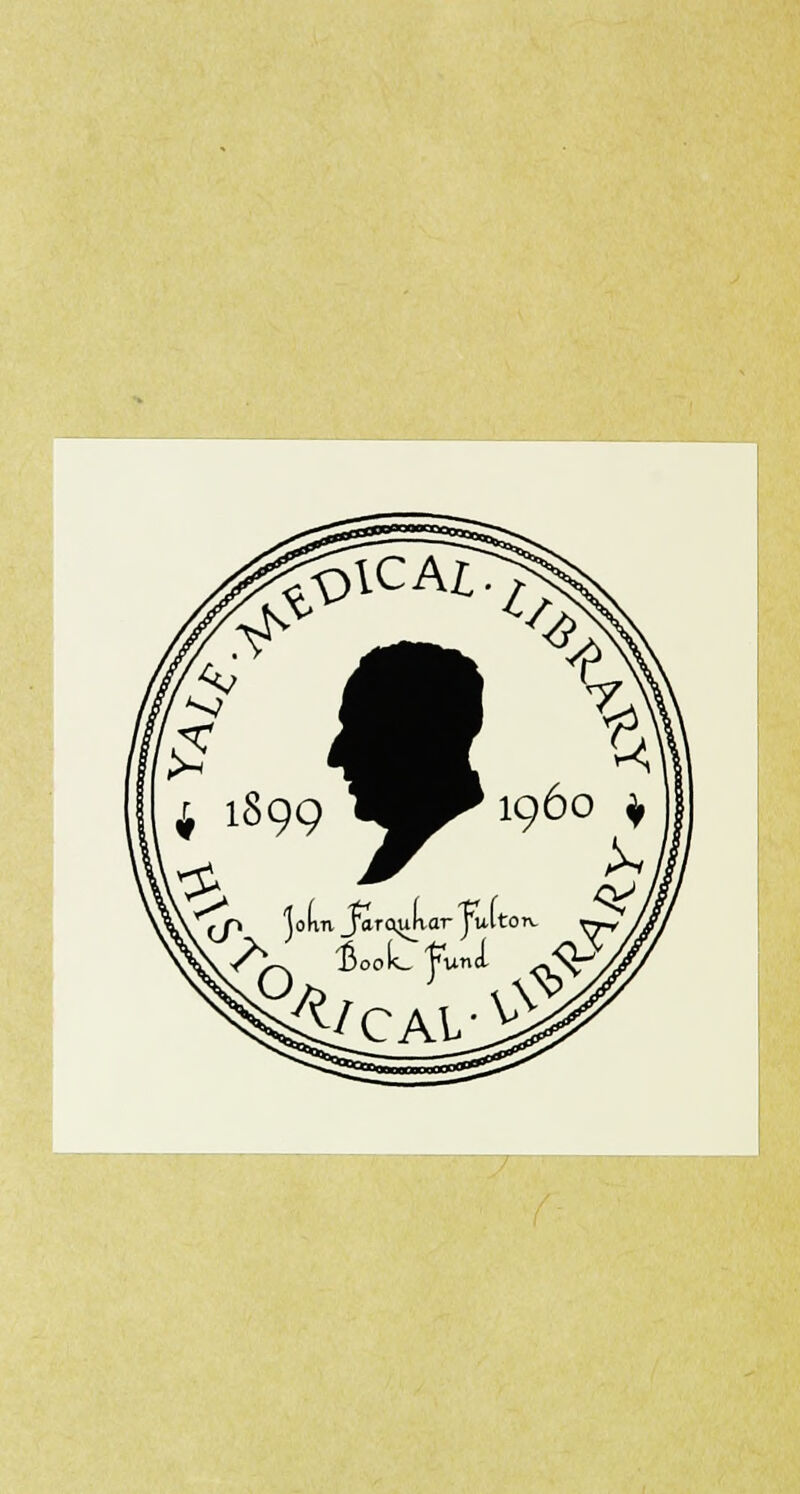 YALE·MEDICAL·LIBRARY
1899 1960
John Farquhar Fulton
Book Fund
HISTORICAL·LIBRARY